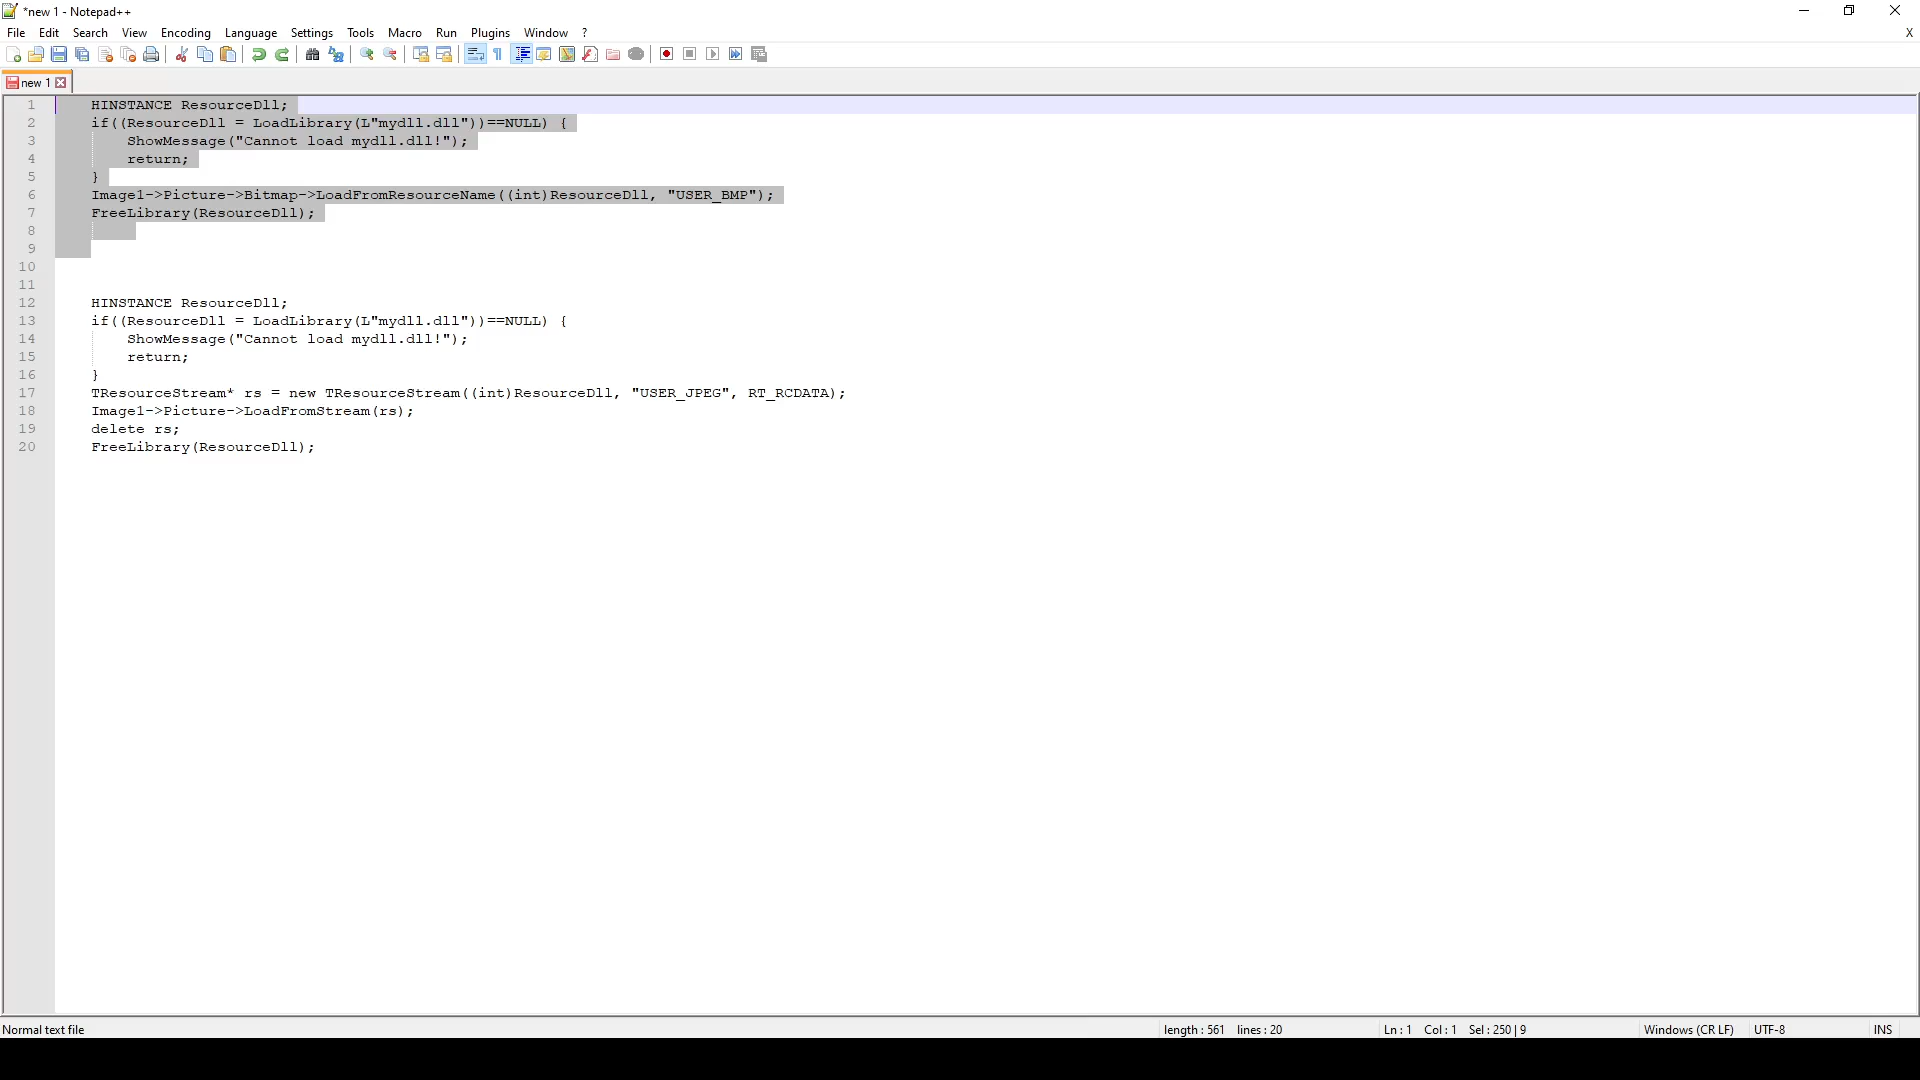 *new 1 - Notepad++
File Edit Search View Encoding Language Settings Tools Macro Run Plugins Window ? X
new 1
1 HINSTANCE ResourceDll;
2 if((ResourceDll = LoadLibrary(L"mydll.dll"))==NULL) {
3 ShowMessage("Cannot load mydll.dll!");
4 return;
5 }
6 Image1->Picture->Bitmap->LoadFromResourceName((int)ResourceDll, "USER_BMP");
7 FreeLibrary(ResourceDll);
8
9
10
11
12 HINSTANCE ResourceDll;
13 if((ResourceDll = LoadLibrary(L"mydll.dll"))==NULL) {
14 ShowMessage("Cannot load mydll.dll!");
15 return;
16 }
17 TResourceStream* rs = new TResourceStream((int)ResourceDll, "USER_JPEG", RT_RCDATA);
18 Image1->Picture->LoadFromStream(rs);
19 delete rs;
20 FreeLibrary(ResourceDll);
Normal text file length : 561 lines : 20 Ln : 1 Col : 1 Sel : 250 | 9 Windows (CR LF) UTF-8 INS